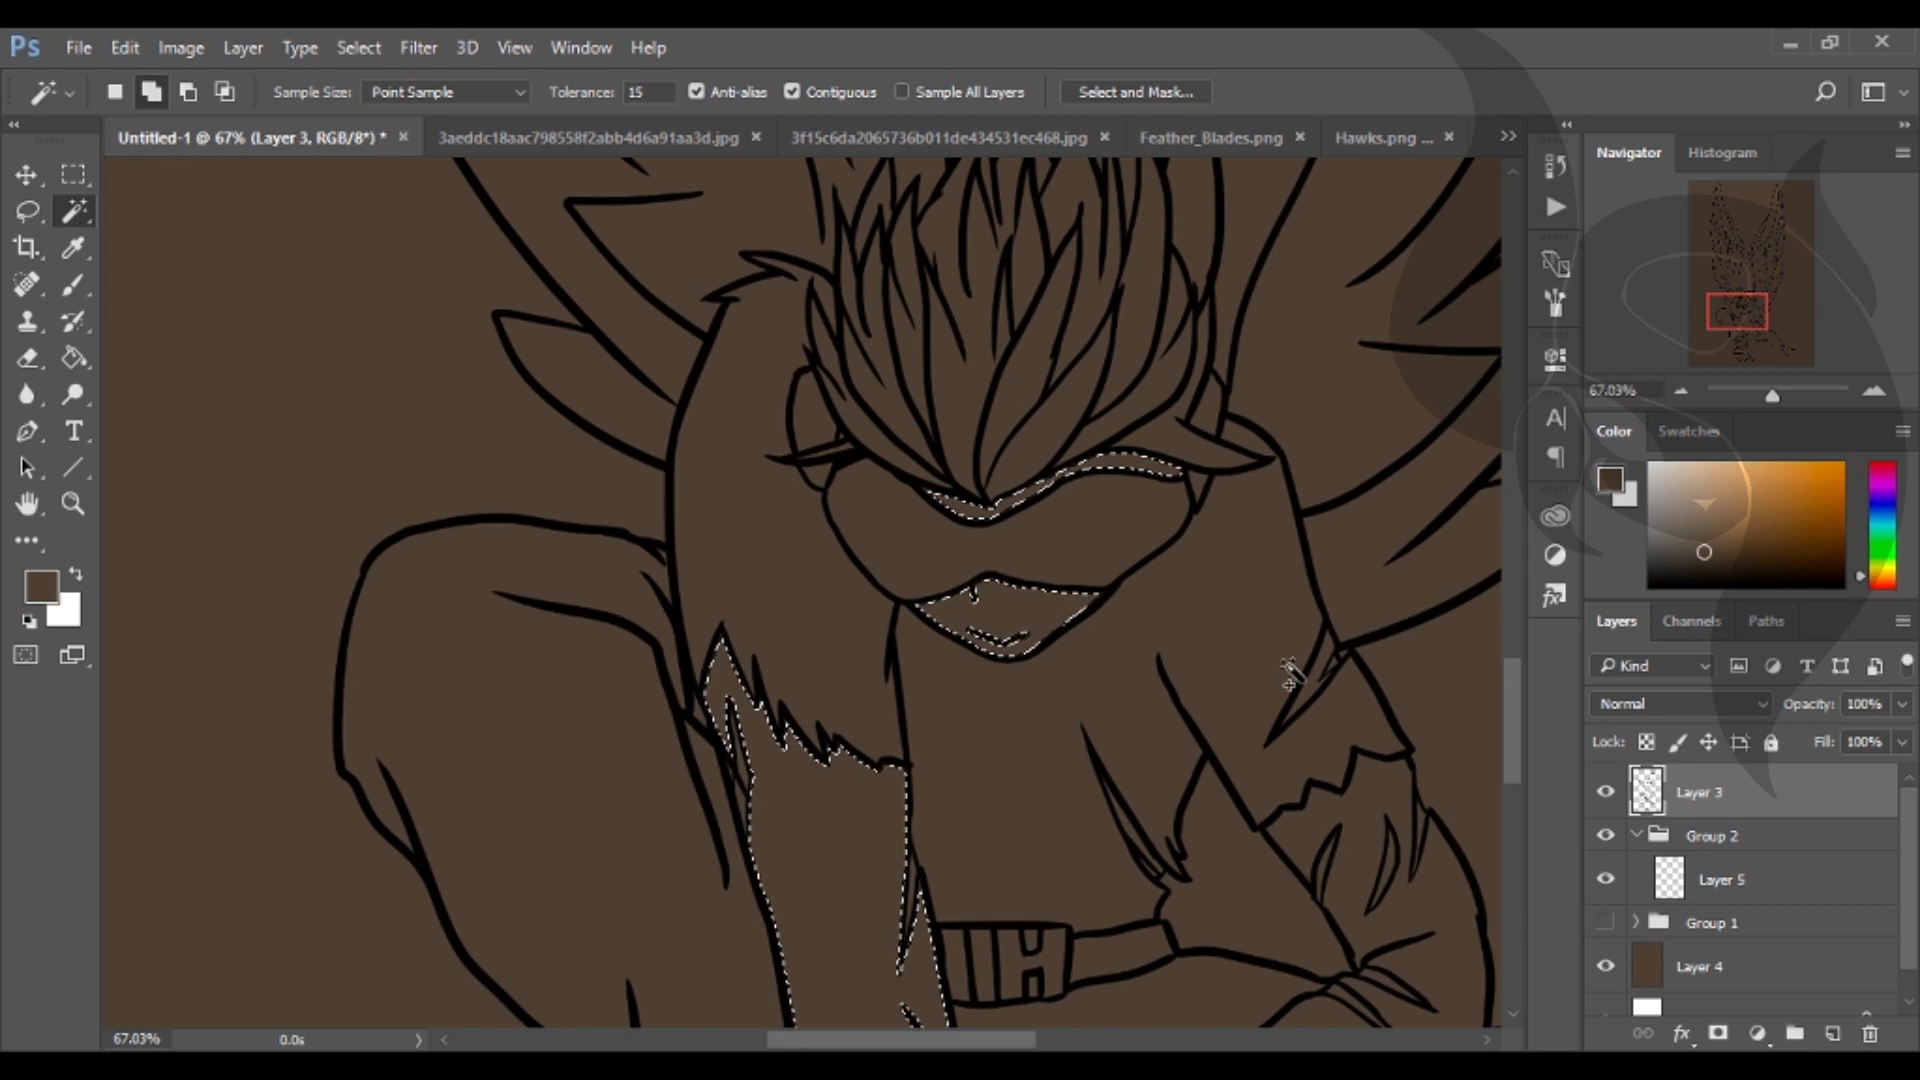 Ps File Edit Image Layer Type Select Filter 3D View Window Help
Sample Size: Point Sample Tolerance: 15 Anti-alias Contiguous Sample All Layers Select and Mask...
Untitled-1 @ 67% (Layer 3, RGB/8*) * 3aeddc18aac798558f2abb4d6a91aa3d.jpg 3f15c6da2065736b011de434531ec468.jpg Feather_Blades.png Hawks.png ...
Navigator Histogram
67.03%
Color Swatches
Layers Channels Paths
Kind
Normal Opacity: 100%
Lock: Fill: 100%
Layer 3
Group 2
Layer 5
Group 1
Layer 4
H
67.03% 0.0s